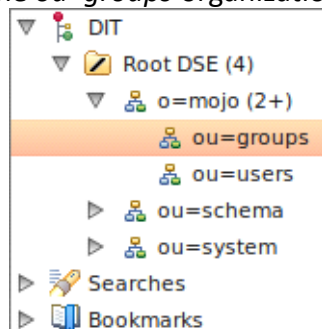 DIT
Root DSE (4)
o=mojo (2+)
ou=groups
ou=users
ou=schema
ou=system
Searches
Bookmarks